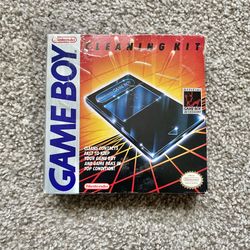 Nintendo
GAME BOY
CLEANING KIT
CLEANS CONTACTS
FAST TO KEEP
YOUR GAME BOY
AND GAME PAKS IN
TOP CONDITION!
Nintendo